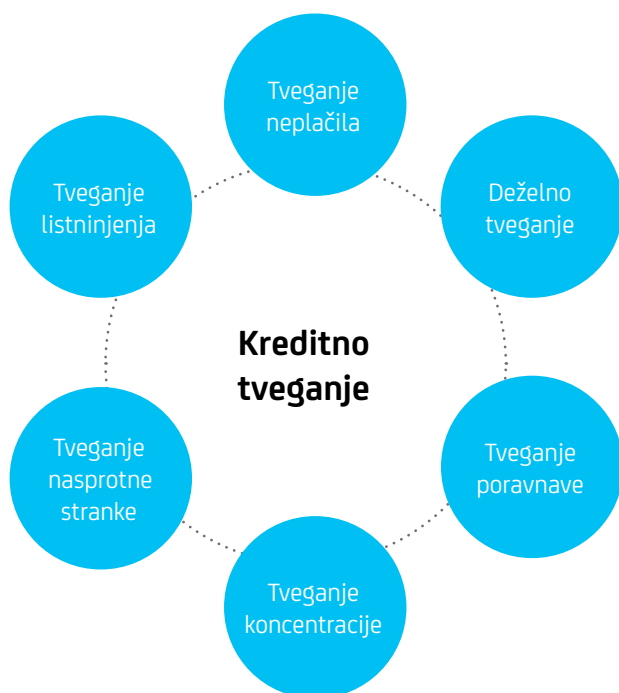 Tveganje
neplačila
Deželno
tveganje
Tveganje
poravnave
Tveganje
koncentracije
Tveganje
nasprotne
stranke
Tveganje
listninjenja
Kreditno
tveganje